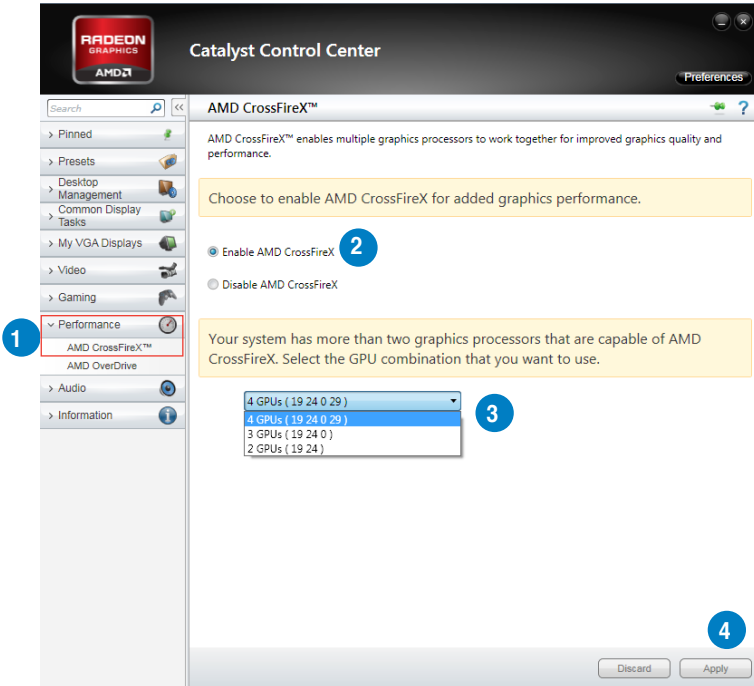 RADEON
GRAPHICS
AMD
Catalyst Control Center
Preferences
Search
<<
AMD CrossFireX™
?
> Pinned
> Presets
> Desktop
Management
> Common Display
Tasks
> My VGA Displays
> Video
> Gaming
1
Performance
AMD CrossFireX™
AMD OverDrive
> Audio
> Information
AMD CrossFireX™ enables multiple graphics processors to work together for improved graphics quality and
performance.
Choose to enable AMD CrossFireX for added graphics performance.
Enable AMD CrossFireX 2
Disable AMD CrossFireX
Your system has more than two graphics processors that are capable of AMD
CrossFireX. Select the GPU combination that you want to use.
4 GPUs ( 19 24 0 29 )
3
4 GPUs ( 19 24 0 29 )
3 GPUs ( 19 24 0 )
2 GPUs ( 19 24 )
4
Discard Apply